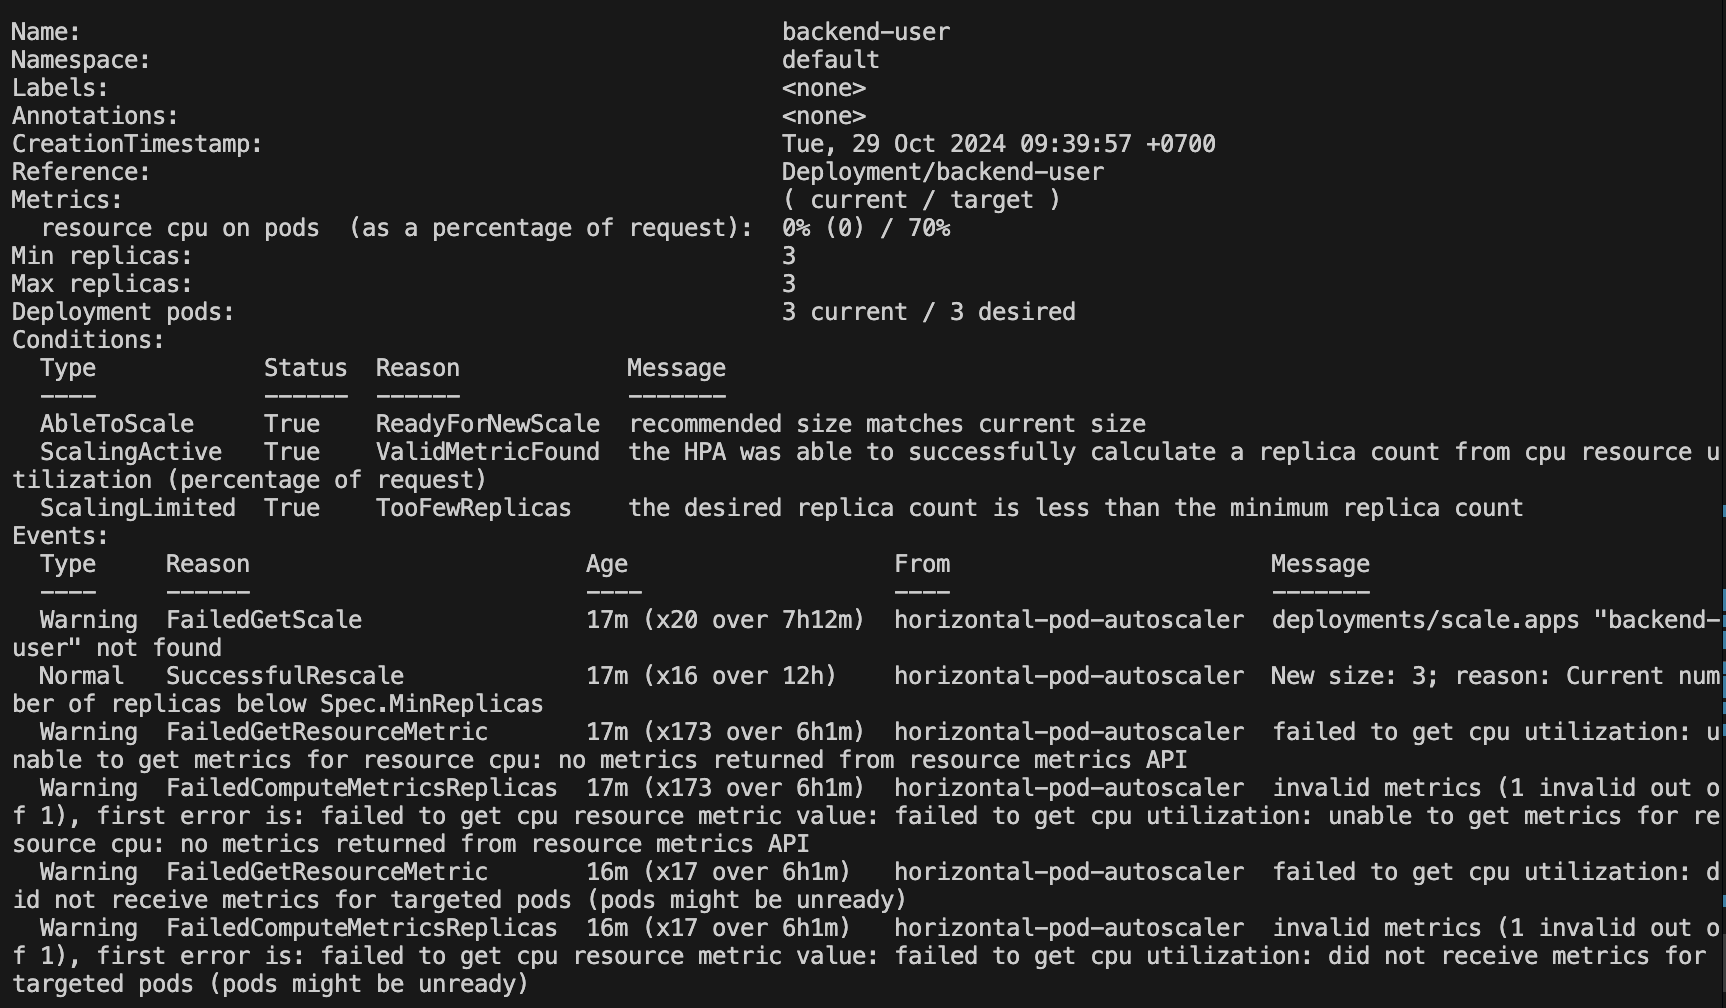 Name:                                                  backend-user
Namespace:                                             default
Labels:                                                <none>
Annotations:                                           <none>
CreationTimestamp:                                     Tue, 29 Oct 2024 09:39:57 +0700
Reference:                                             Deployment/backend-user
Metrics:                                               ( current / target )
  resource cpu on pods  (as a percentage of request):  0% (0) / 70%
Min replicas:                                          3
Max replicas:                                          3
Deployment pods:                                       3 current / 3 desired
Conditions:
  Type            Status  Reason            Message
  ----            ------  ------            -------
  AbleToScale     True    ReadyForNewScale  recommended size matches current size
  ScalingActive   True    ValidMetricFound  the HPA was able to successfully calculate a replica count from cpu resource u
tilization (percentage of request)
  ScalingLimited  True    TooFewReplicas    the desired replica count is less than the minimum replica count
Events:
  Type     Reason                        Age                   From                       Message
  ----     ------                        ----                  ----                       -------
  Warning  FailedGetScale                17m (x20 over 7h12m)  horizontal-pod-autoscaler  deployments/scale.apps "backend-
user" not found
  Normal   SuccessfulRescale             17m (x16 over 12h)    horizontal-pod-autoscaler  New size: 3; reason: Current num
ber of replicas below Spec.MinReplicas
  Warning  FailedGetResourceMetric       17m (x173 over 6h1m)  horizontal-pod-autoscaler  failed to get cpu utilization: u
nable to get metrics for resource cpu: no metrics returned from resource metrics API
  Warning  FailedComputeMetricsReplicas  17m (x173 over 6h1m)  horizontal-pod-autoscaler  invalid metrics (1 invalid out o
f 1), first error is: failed to get cpu resource metric value: failed to get cpu utilization: unable to get metrics for re
source cpu: no metrics returned from resource metrics API
  Warning  FailedGetResourceMetric       16m (x17 over 6h1m)   horizontal-pod-autoscaler  failed to get cpu utilization: d
id not receive metrics for targeted pods (pods might be unready)
  Warning  FailedComputeMetricsReplicas  16m (x17 over 6h1m)   horizontal-pod-autoscaler  invalid metrics (1 invalid out o
f 1), first error is: failed to get cpu resource metric value: failed to get cpu utilization: did not receive metrics for
targeted pods (pods might be unready)